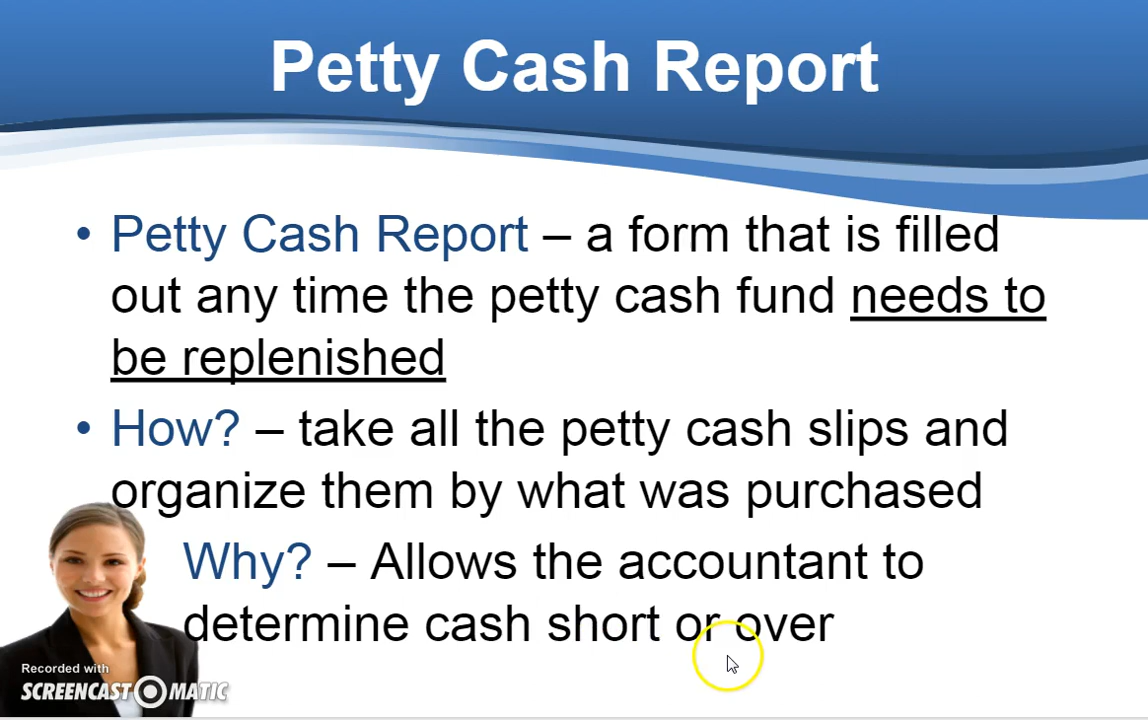 Petty Cash Report
• Petty Cash Report – a form that is filled
out any time the petty cash fund needs to
be replenished
• How? – take all the petty cash slips and
organize them by what was purchased
Why? – Allows the accountant to
determine cash short or over
Recorded with
SCREENCAST MATIC